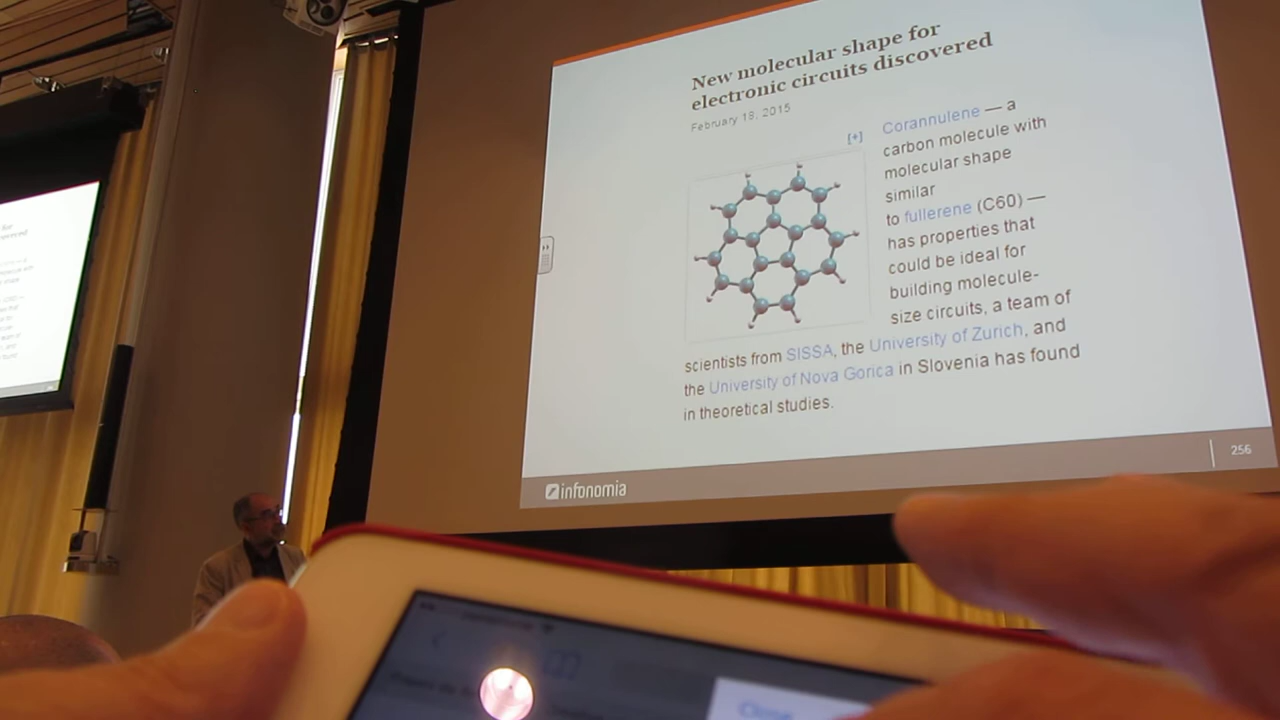 New molecular shape for
electronic circuits discovered
February 18, 2015
[+]
Corannulene — a
carbon molecule with
molecular shape
similar
to fullerene (C60) —
has properties that
could be ideal for
building molecule-
size circuits, a team of
scientists from SISSA, the University of Zurich, and
the University of Nova Gorica in Slovenia has found
in theoretical studies.
infonomia
256
Close